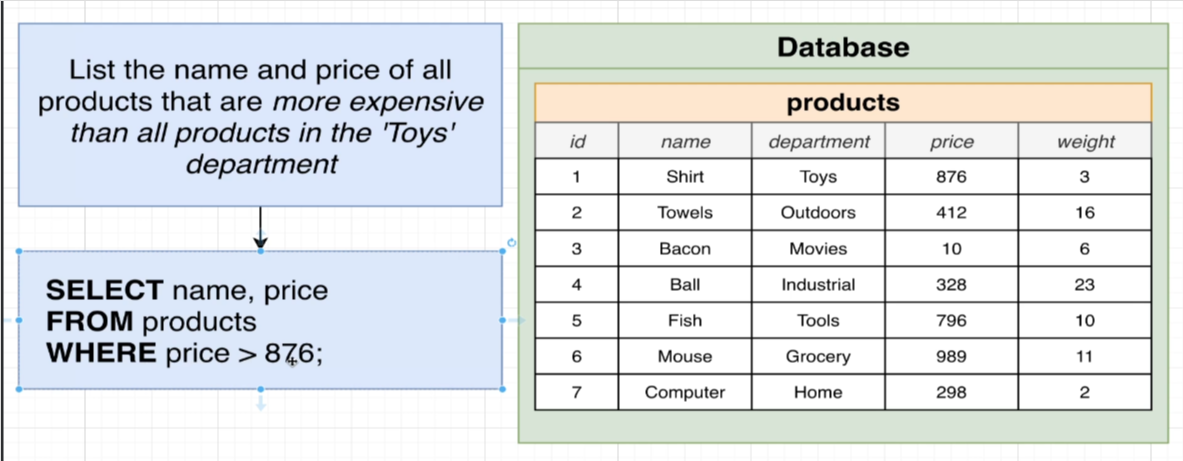 List the name and price of all
products that are more expensive
than all products in the 'Toys'
department
SELECT name, price
FROM products
WHERE price > 876;
Database
products
id name department price weight
1 Shirt Toys 876 3
2 Towels Outdoors 412 16
3 Bacon Movies 10 6
4 Ball Industrial 328 23
5 Fish Tools 796 10
6 Mouse Grocery 989 11
7 Computer Home 298 2